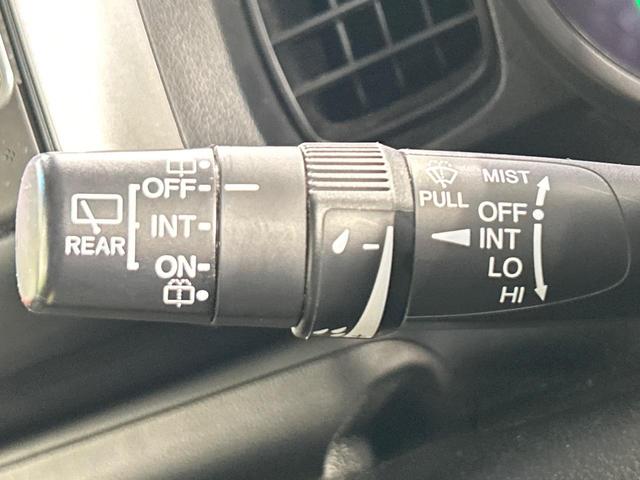 REAR
OFF
INT
ON
PULL
MIST
OFF
INT
LO
HI